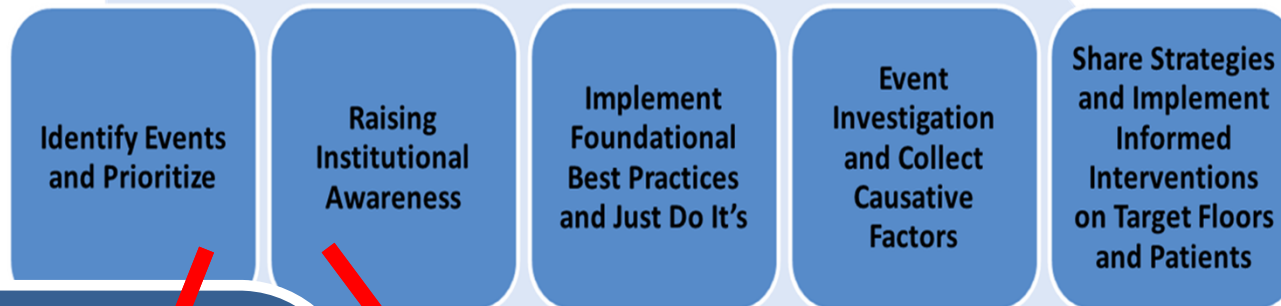 Identify Events
and Prioritize
Raising
Institutional
Awareness
Implement
Foundational
Best Practices
and Just Do It’s
Event
Investigation
and Collect
Causative
Factors
Share Strategies
and Implement
Informed
Interventions
on Target Floors
and Patients